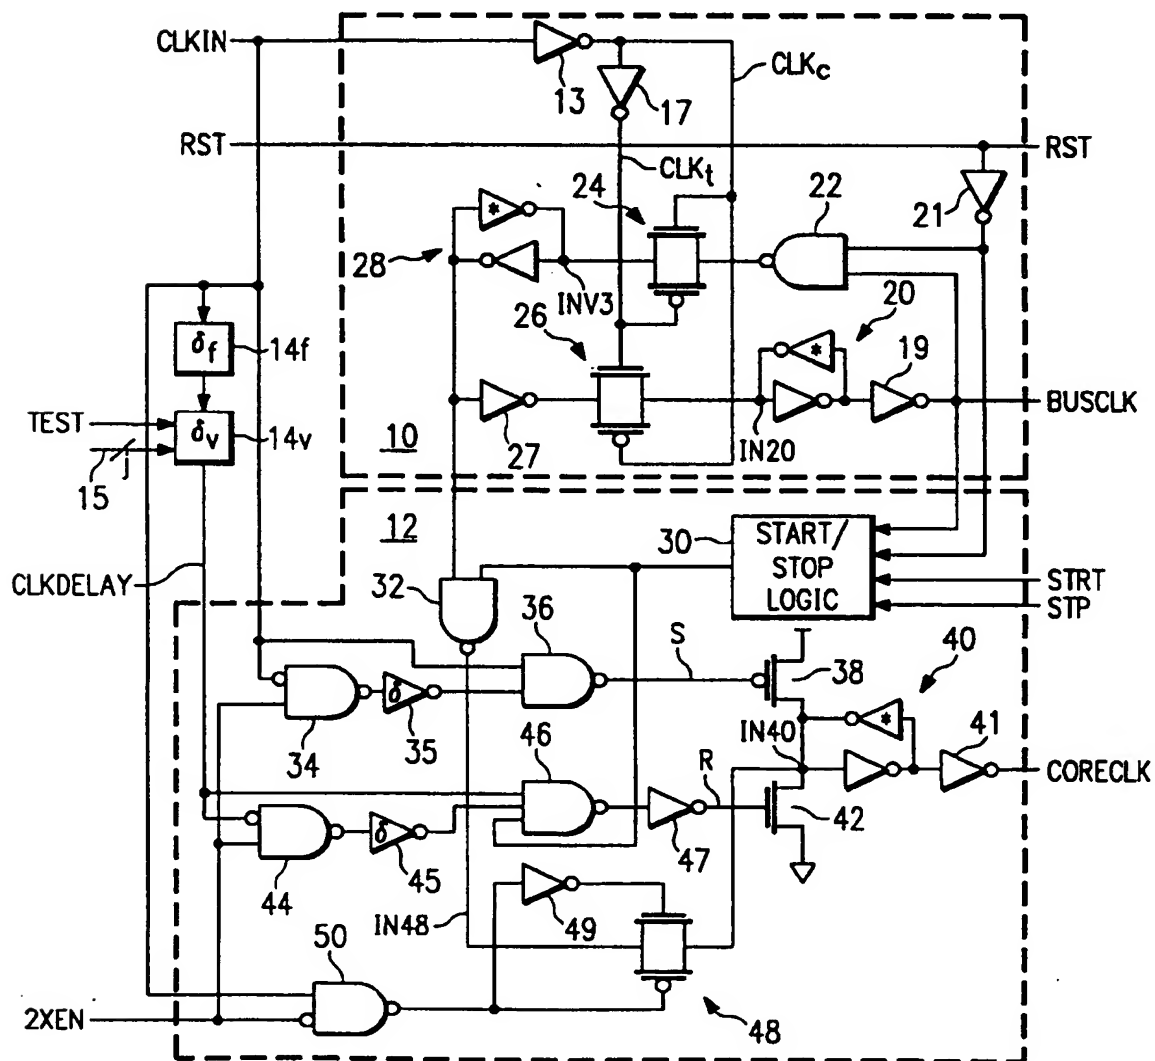 CLKIN
13
17
CLKc
RST
RST
CLKt
21
24
22
*
28
INV3
26
20
δf
14f
*
19
TEST
δv
14v
BUSCLK
15
j
10
27
IN20
12
30
START/
STOP
LOGIC
CLKDELAY
32
STRT
STP
36
S
38
40
δ
*
34
35
IN40
41
46
R
CORECLK
δ
42
44
45
47
IN48
49
50
2XEN
48